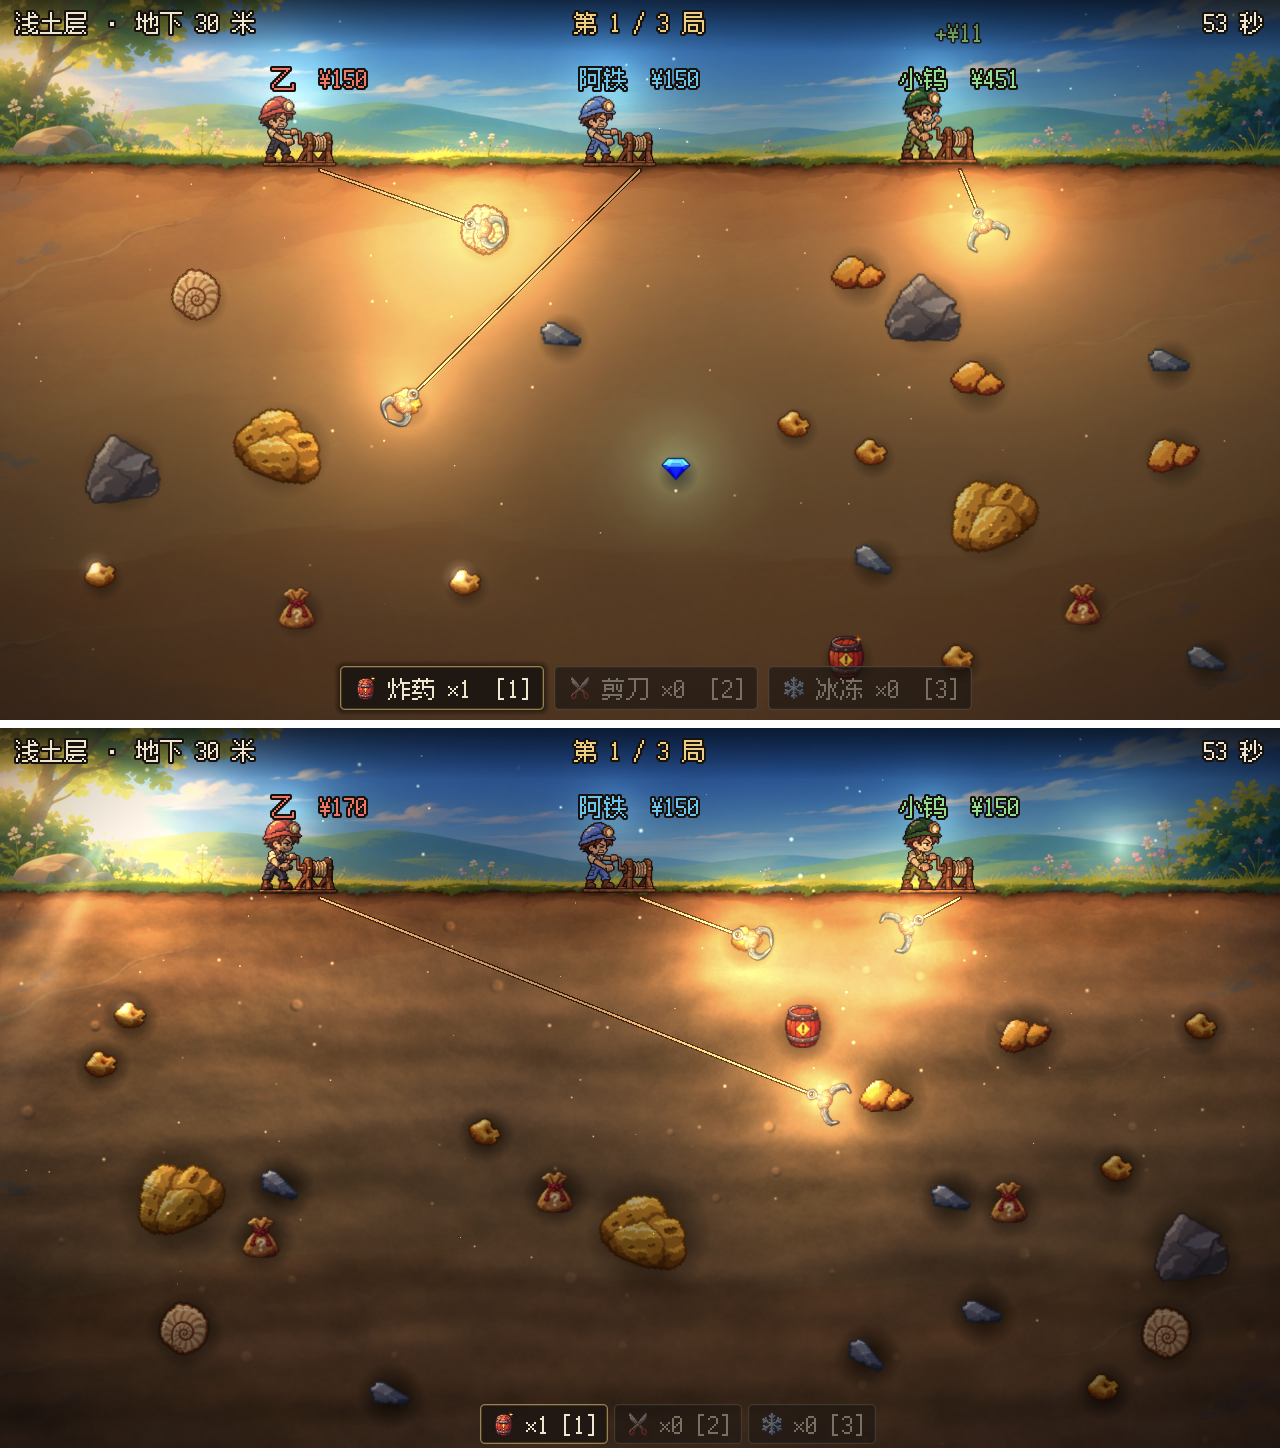 浅土层 · 地下 30 米 第 1 / 3 局 53 秒
+¥11
乙 ¥150 阿铁 ¥150 小钨 ¥451
?
?
!
炸药 ×1 [1] 剪刀 ×0 [2] 冰冻 ×0 [3]
浅土层 · 地下 30 米 第 1 / 3 局 53 秒
乙 ¥170 阿铁 ¥150 小钨 ¥150
!
?
?
?
×1 [1] ×0 [2] ×0 [3]